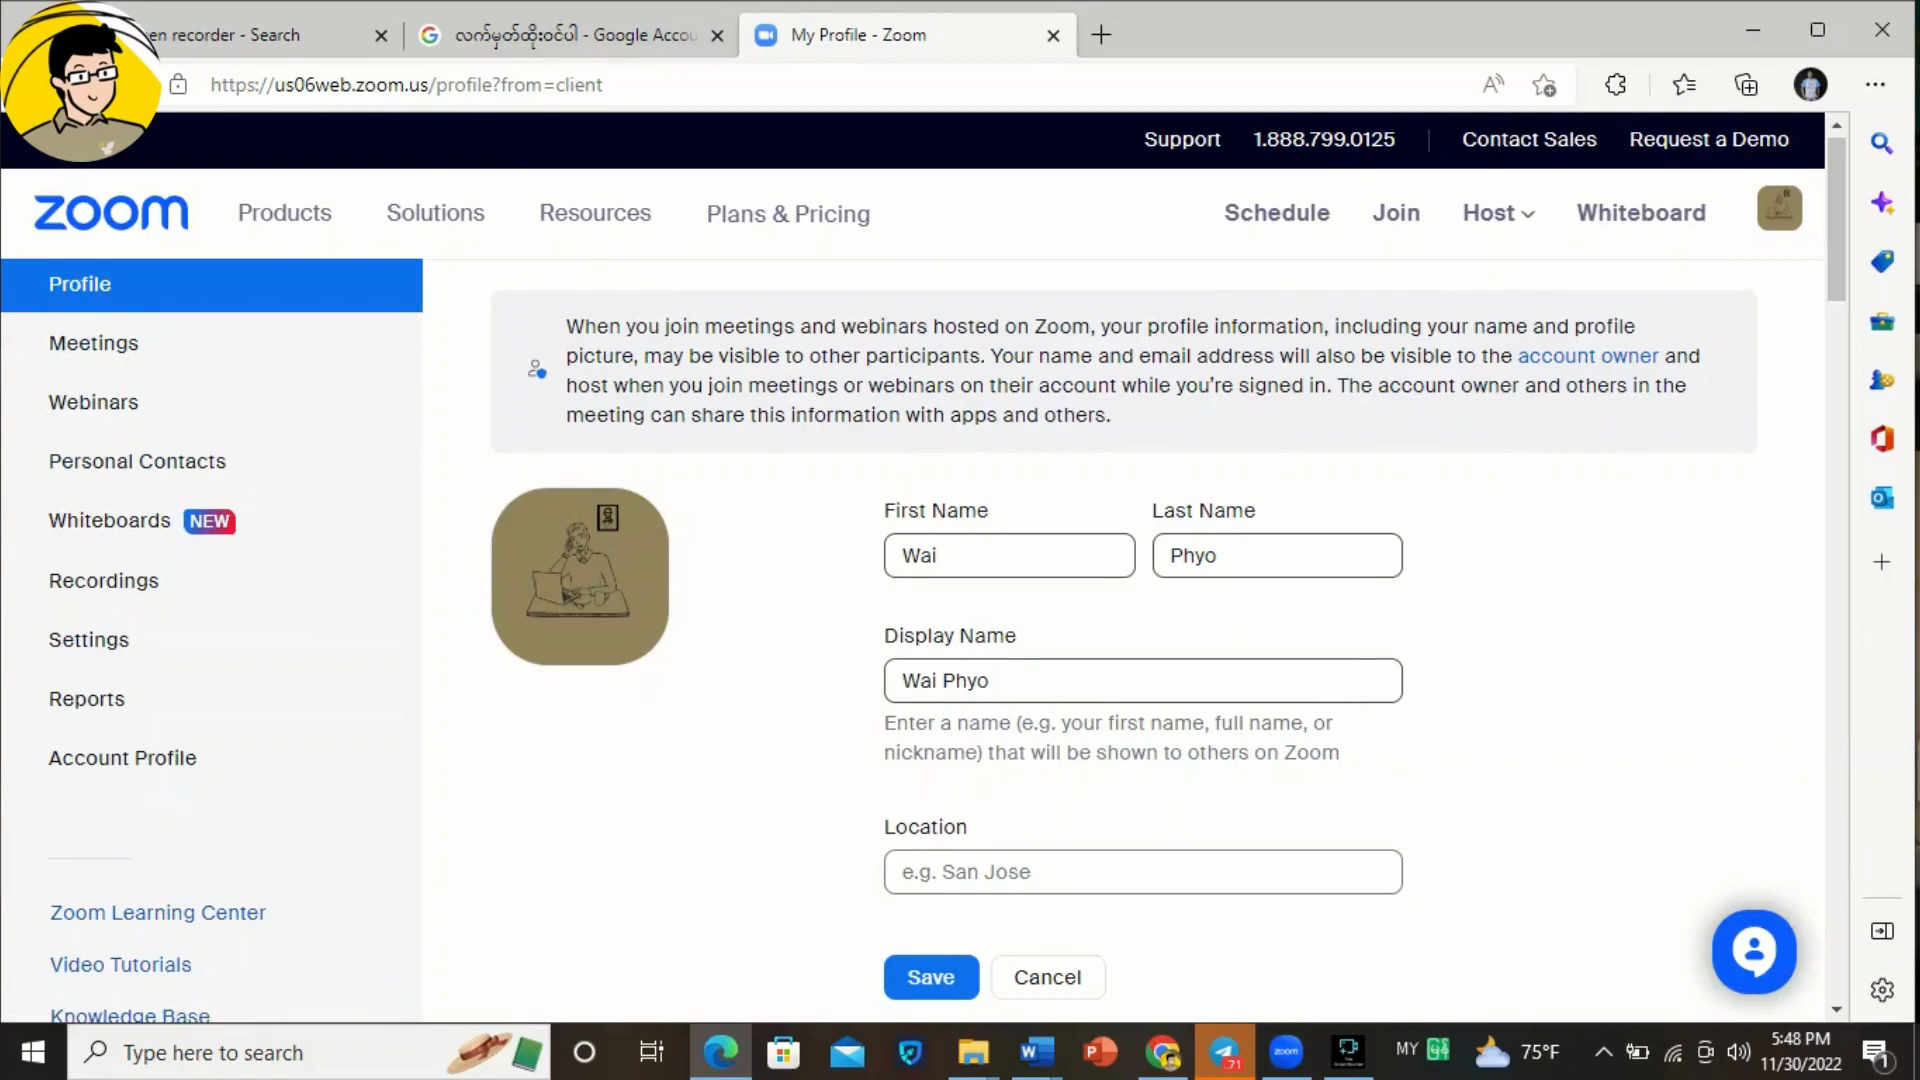 en recorder - Search
လက်မှတ်ထိုးဝင်ပါ - Google Accou
My Profile - Zoom
https://us06web.zoom.us/profile?from=client
Support 1.888.799.0125 Contact Sales Request a Demo
zoom Products Solutions Resources Plans & Pricing Schedule Join Host Whiteboard
Profile
Meetings
Webinars
Personal Contacts
Whiteboards NEW
Recordings
Settings
Reports
Account Profile
Zoom Learning Center
Video Tutorials
Knowledge Base
When you join meetings and webinars hosted on Zoom, your profile information, including your name and profile
picture, may be visible to other participants. Your name and email address will also be visible to the account owner and
host when you join meetings or webinars on their account while you're signed in. The account owner and others in the
meeting can share this information with apps and others.
First Name Last Name
Wai Phyo
Display Name
Wai Phyo
Enter a name (e.g. your first name, full name, or
nickname) that will be shown to others on Zoom
Location
e.g. San Jose
Save Cancel
Type here to search
zoom
71
MY
75°F
5:48 PM
11/30/2022
1